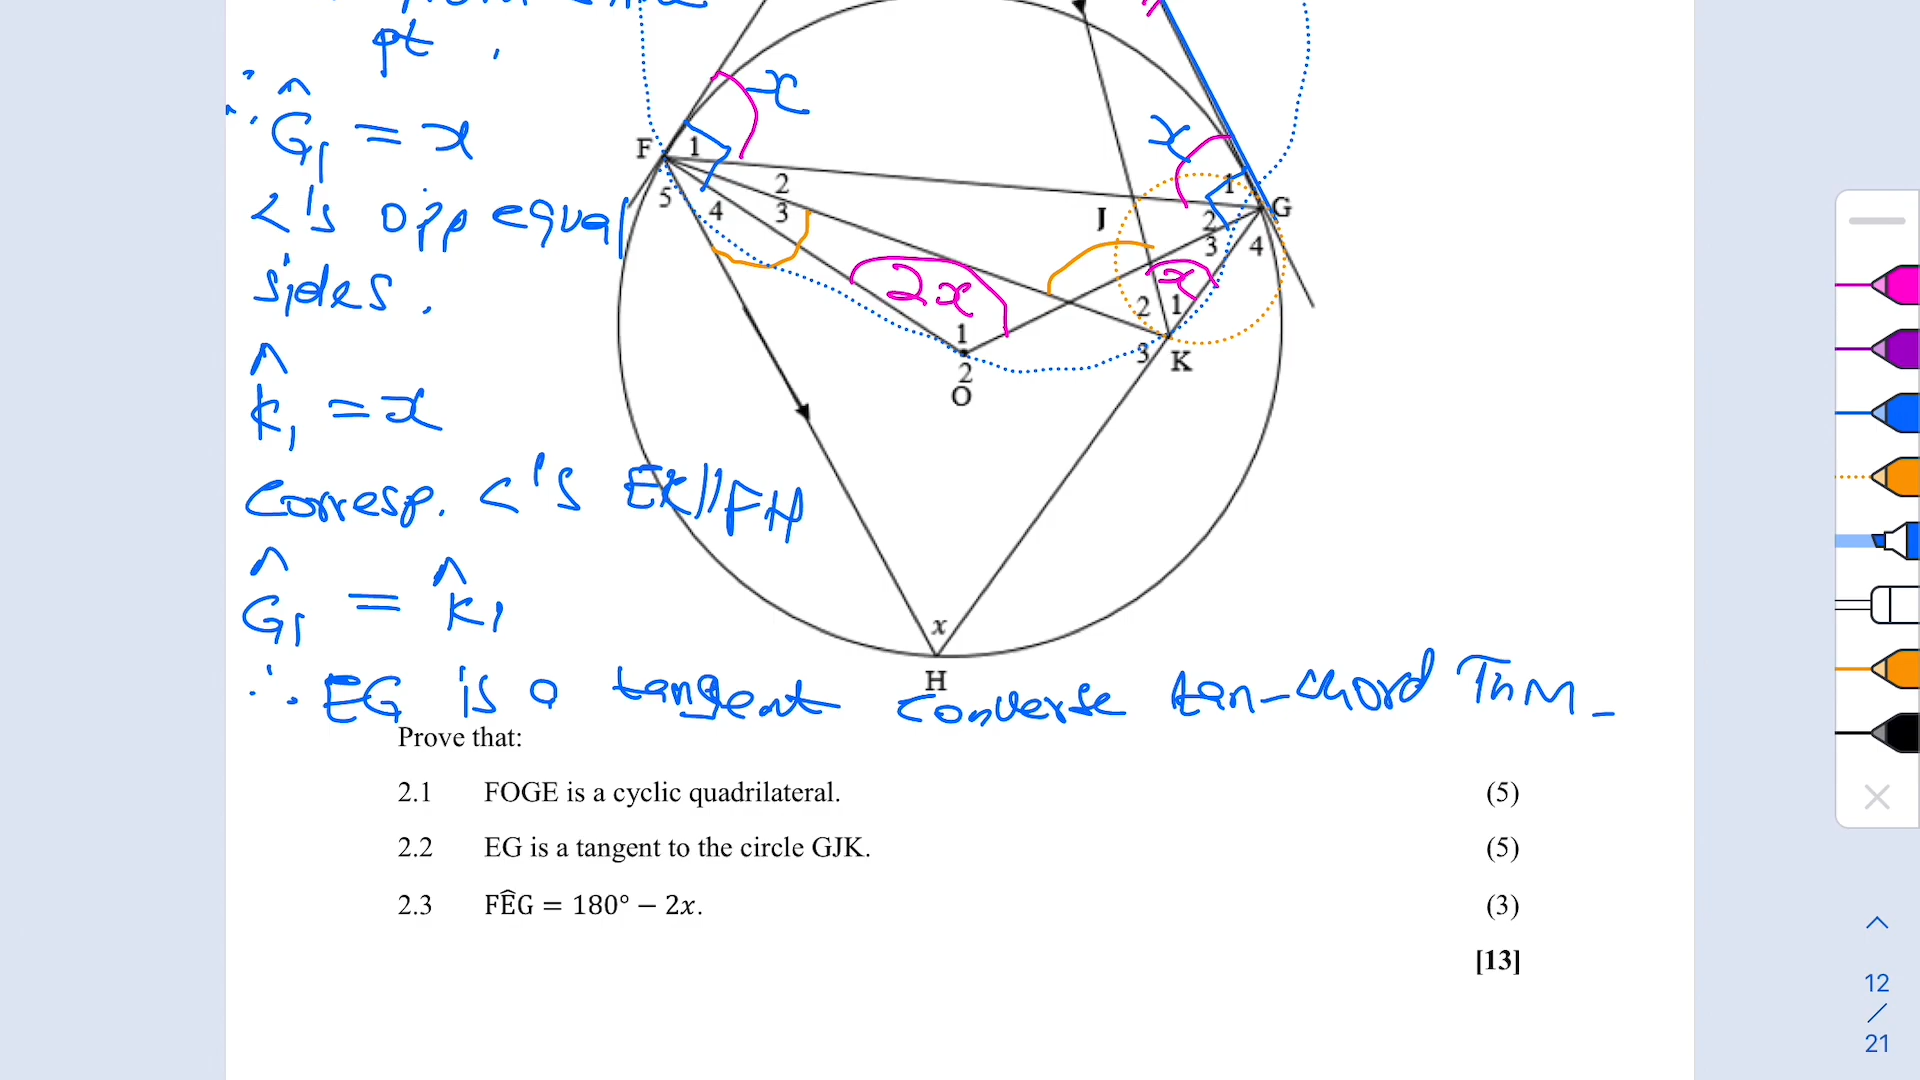 pt .
∴ Ĝ1 = x
<'s opp equal
sides.
K̂1 = x
Corresp. <'s EK//FH
Ĝ1 = K̂1
∴ EG is a tangent converse tan-chord Thm
x
x
F 1
2
5 4 3
J
1
2
3 4
G
2x
x
2 1
3 K
1
2
O
x
H
Prove that:
2.1 FOGE is a cyclic quadrilateral. (5)
2.2 EG is a tangent to the circle GJK. (5)
2.3 FÊG = 180° − 2x. (3)
[13]
12
/
21